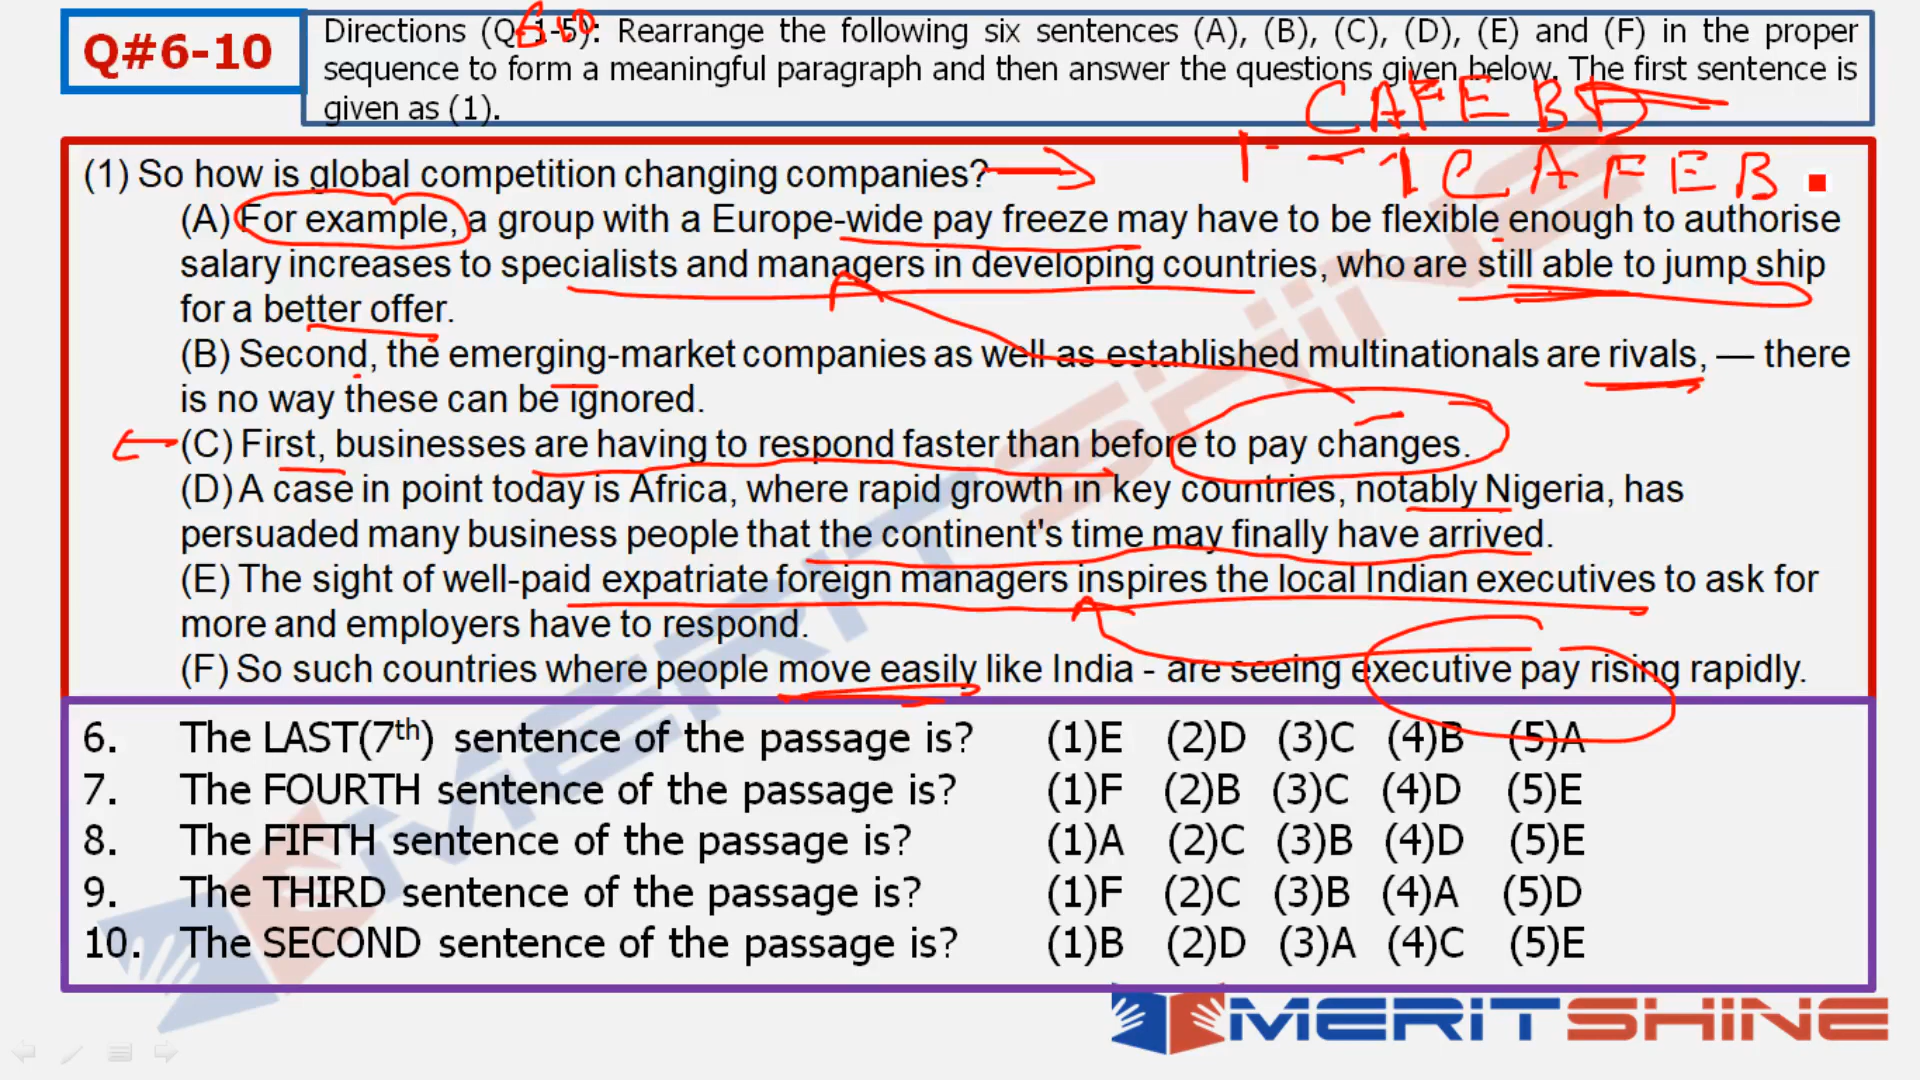 Q#6-10
Directions (Q-1-5): Rearrange the following six sentences (A), (B), (C), (D), (E) and (F) in the proper
sequence to form a meaningful paragraph and then answer the questions given below. The first sentence is
given as (1).
6 10
C A F E B D
1 - 1 C A F E B
(1) So how is global competition changing companies?
(A) For example, a group with a Europe-wide pay freeze may have to be flexible enough to authorise
salary increases to specialists and managers in developing countries, who are still able to jump ship
for a better offer.
(B) Second, the emerging-market companies as well as established multinationals are rivals, — there
is no way these can be ignored.
(C) First, businesses are having to respond faster than before to pay changes.
(D) A case in point today is Africa, where rapid growth in key countries, notably Nigeria, has
persuaded many business people that the continent's time may finally have arrived.
(E) The sight of well-paid expatriate foreign managers inspires the local Indian executives to ask for
more and employers have to respond.
(F) So such countries where people move easily like India - are seeing executive pay rising rapidly.
6. The LAST(7th) sentence of the passage is? (1)E (2)D (3)C (4)B (5)A
7. The FOURTH sentence of the passage is? (1)F (2)B (3)C (4)D (5)E
8. The FIFTH sentence of the passage is? (1)A (2)C (3)B (4)D (5)E
9. The THIRD sentence of the passage is? (1)F (2)C (3)B (4)A (5)D
10. The SECOND sentence of the passage is? (1)B (2)D (3)A (4)C (5)E
MERITSHINE
MERITSHINE